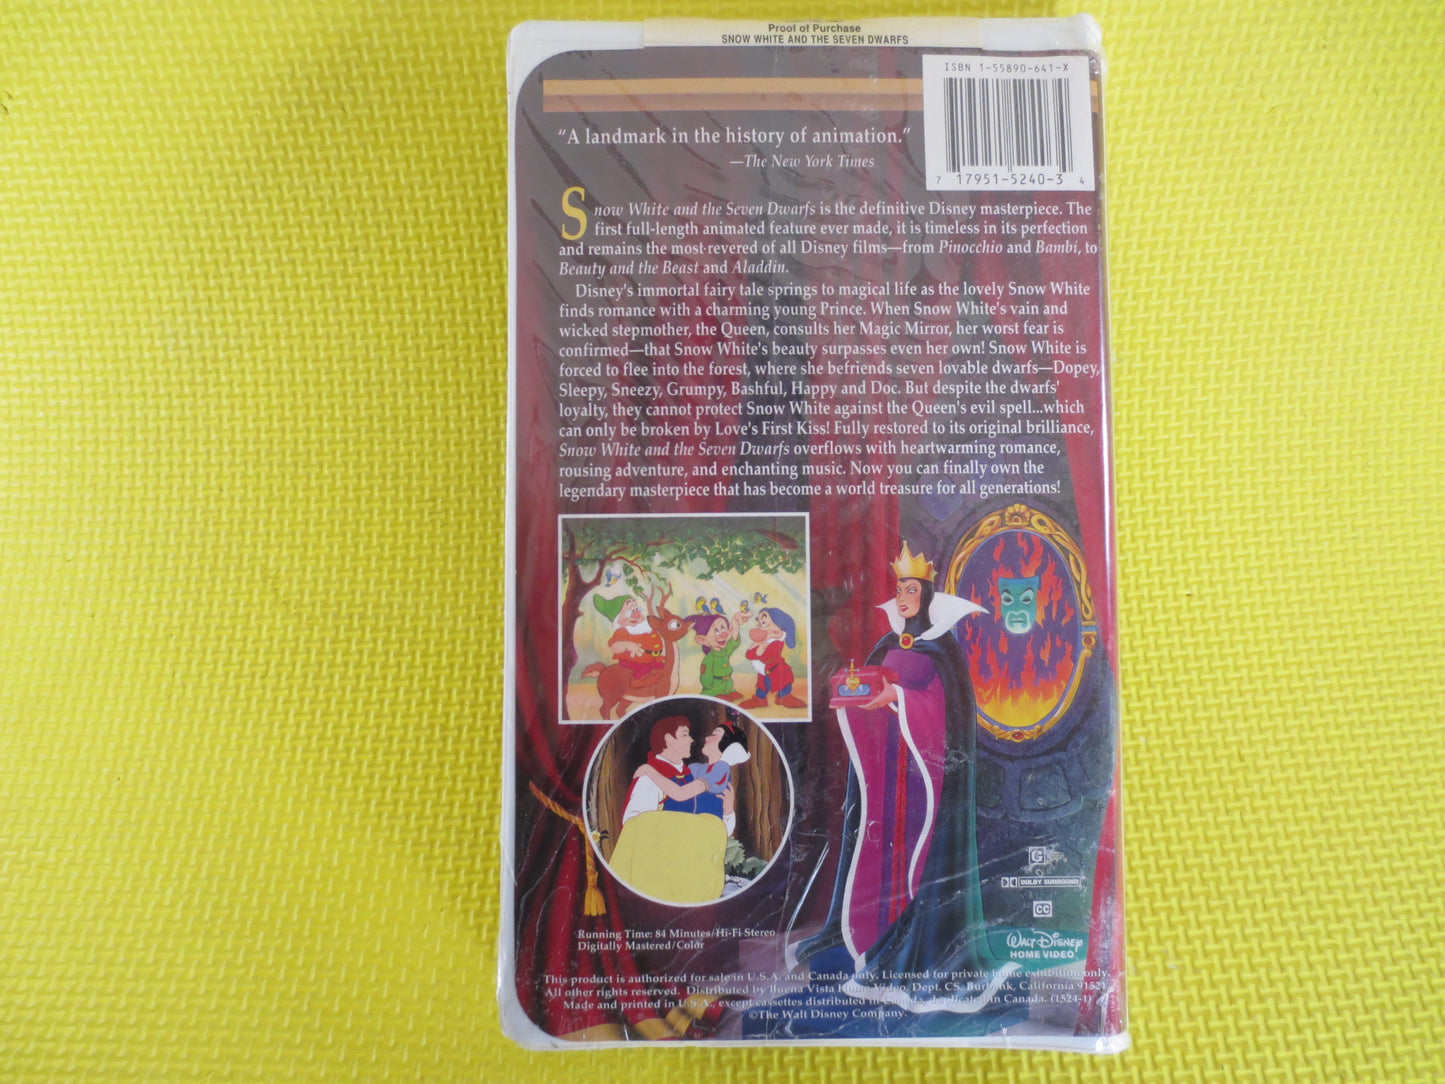 Proof of Purchase
SNOW WHITE AND THE SEVEN DWARFS
ISBN 1-55890-641-X
7 17951-5240-3 4
“A landmark in the history of animation.”
—The New York Times
Snow White and the Seven Dwarfs is the definitive Disney masterpiece. The
first full-length animated feature ever made, it is timeless in its perfection
and remains the most revered of all Disney films—from Pinocchio and Bambi, to
Beauty and the Beast and Aladdin.
Disney's immortal fairy tale springs to magical life as the lovely Snow White
finds romance with a charming young Prince. When Snow White's vain and
wicked stepmother, the Queen, consults her Magic Mirror, her worst fear is
confirmed—that Snow White's beauty surpasses even her own! Snow White is
forced to flee into the forest, where she befriends seven lovable dwarfs—Dopey,
Sleepy, Sneezy, Grumpy, Bashful, Happy and Doc. But despite the dwarfs'
loyalty, they cannot protect Snow White against the Queen's evil spell...which
can only be broken by Love's First Kiss! Fully restored to its original brilliance,
Snow White and the Seven Dwarfs overflows with heartwarming romance,
rousing adventure, and enchanting music. Now you can finally own the
legendary masterpiece that has become a world treasure for all generations!
G
DOLBY SURROUND
CC
Walt Disney
HOME VIDEO
Running Time: 84 Minutes/Hi-Fi Stereo
Digitally Mastered/Color
This product is authorized for sale in U.S.A. and Canada only. Licensed for private home exhibition only.
All other rights reserved. Distributed by Buena Vista Home Video, Dept. CS, Burbank, California 91521.
Made and printed in U.S.A., except cassettes distributed in Canada, duplicated in Canada. (1524-1)
©The Walt Disney Company.